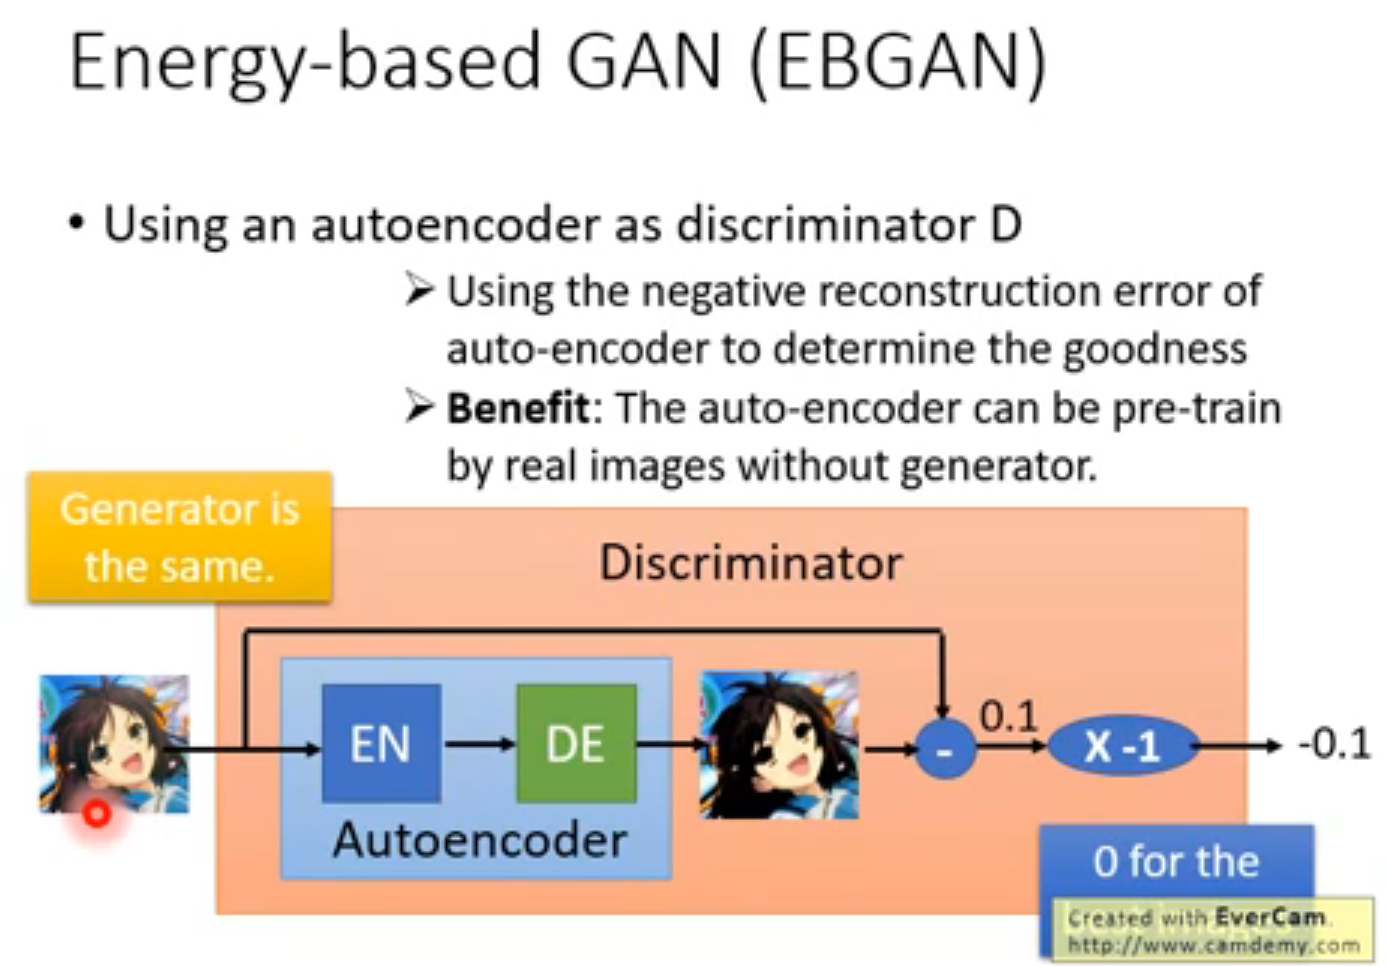 Energy-based GAN (EBGAN)
• Using an autoencoder as discriminator D
➢ Using the negative reconstruction error of
auto-encoder to determine the goodness
➢ Benefit: The auto-encoder can be pre-train
by real images without generator.
Generator is
the same.
Discriminator
EN
DE
-
0.1
X -1
-0.1
Autoencoder
0 for the
Created with EverCam.
http://www.camdemy.com